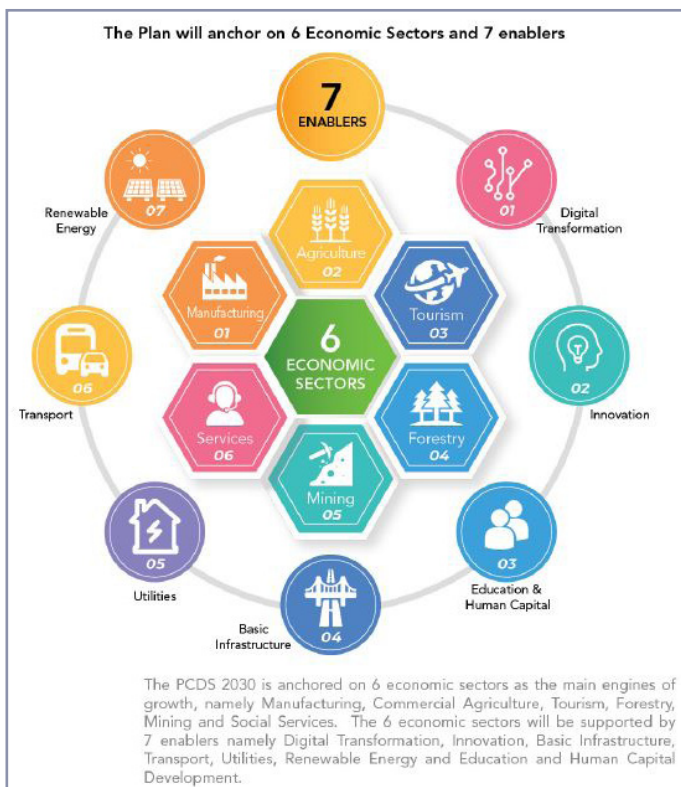 The Plan will anchor on 6 Economic Sectors and 7 enablers
7
ENABLERS
01
Digital
Transformation
02
Innovation
03
Education &
Human Capital
04
Basic
Infrastructure
05
Utilities
06
Transport
07
Renewable
Energy
6
ECONOMIC
SECTORS
Manufacturing
01
Agriculture
02
Tourism
03
Forestry
04
Mining
05
Services
06
The PCDS 2030 is anchored on 6 economic sectors as the main engines of
growth, namely Manufacturing, Commercial Agriculture, Tourism, Forestry,
Mining and Social Services. The 6 economic sectors will be supported by
7 enablers namely Digital Transformation, Innovation, Basic Infrastructure,
Transport, Utilities, Renewable Energy and Education and Human Capital
Development.